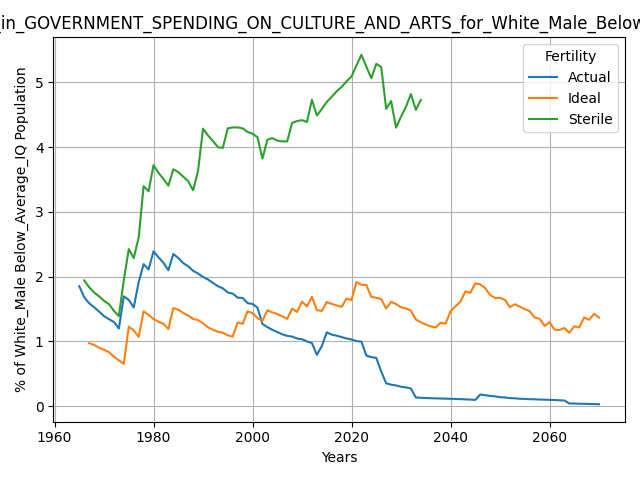 _in_GOVERNMENT_SPENDING_ON_CULTURE_AND_ARTS_for_White_Male_Below
Fertility
Actual
Ideal
Sterile
% of White_Male Below_Average_IQ Population
5
4
3
2
1
0
1960 1980 2000 2020 2040 2060
Years